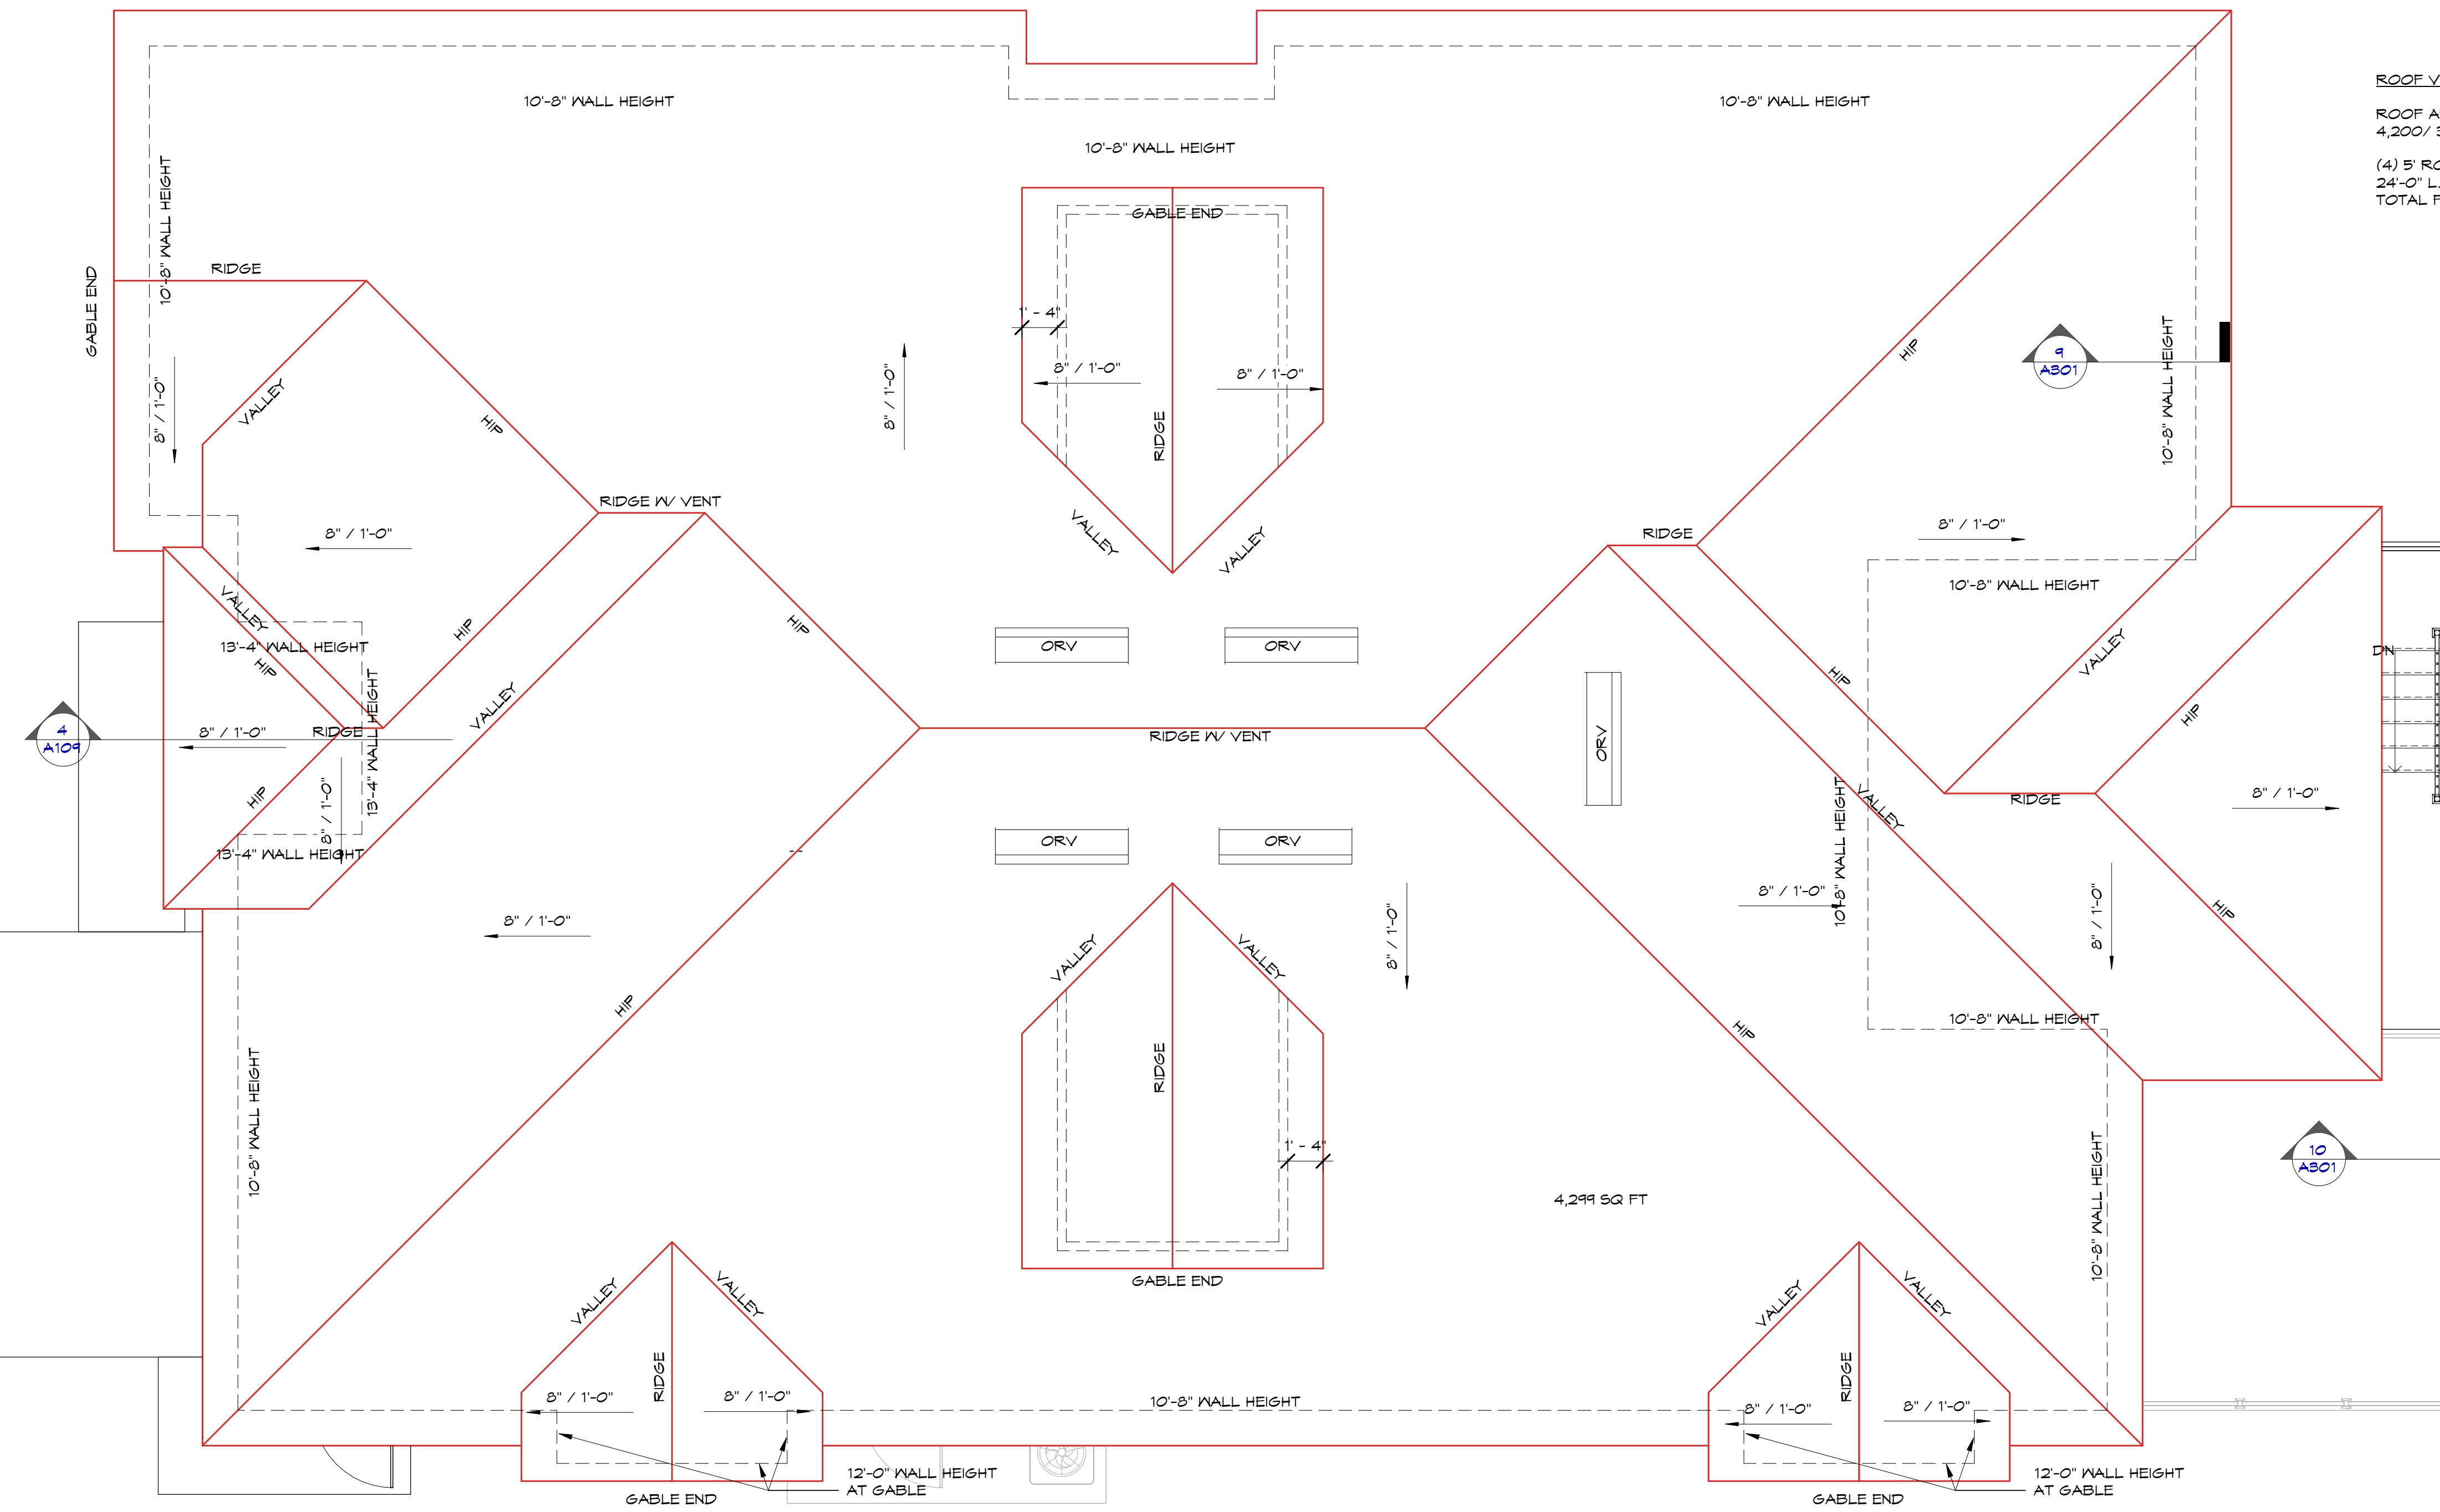 ROOF V
10'-8" WALL HEIGHT
10'-8" WALL HEIGHT
ROOF A
4,200/ 3
10'-8" WALL HEIGHT
(4) 5' RO
24'-0" L.
TOTAL F
10'-8" WALL HEIGHT
GABLE END
RIDGE
GABLE END
1' - 4"
9
A301
10'-8" WALL HEIGHT
HIP
8" / 1'-0"
8" / 1'-0"
8" / 1'-0"
8" / 1'-0"
VALLEY
HIP
RIDGE
RIDGE W/ VENT
VALLEY
VALLEY
RIDGE
8" / 1'-0"
8" / 1'-0"
10'-8" WALL HEIGHT
VALLEY
HIP
HIP
13'-4" WALL HEIGHT
HIP
ORV
ORV
VALLEY
DN
HIP
4
A109
8" / 1'-0"
RIDGE
13'-4" WALL HEIGHT
VALLEY
RIDGE W/ VENT
ORV
HIP
HIP
8" / 1'-0"
13'-4" WALL HEIGHT
ORV
ORV
10'-8" WALL HEIGHT
VALLEY
RIDGE
8" / 1'-0"
8" / 1'-0"
8" / 1'-0"
8" / 1'-0"
8" / 1'-0"
HIP
VALLEY
VALLEY
HIP
RIDGE
HIP
10'-8" WALL HEIGHT
10'-8" WALL HEIGHT
1' - 4"
10
A301
10'-8" WALL HEIGHT
4,299 SQ FT
GABLE END
VALLEY
VALLEY
VALLEY
VALLEY
RIDGE
RIDGE
8" / 1'-0"
8" / 1'-0"
10'-8" WALL HEIGHT
8" / 1'-0"
8" / 1'-0"
12'-0" WALL HEIGHT
AT GABLE
12'-0" WALL HEIGHT
AT GABLE
GABLE END
GABLE END